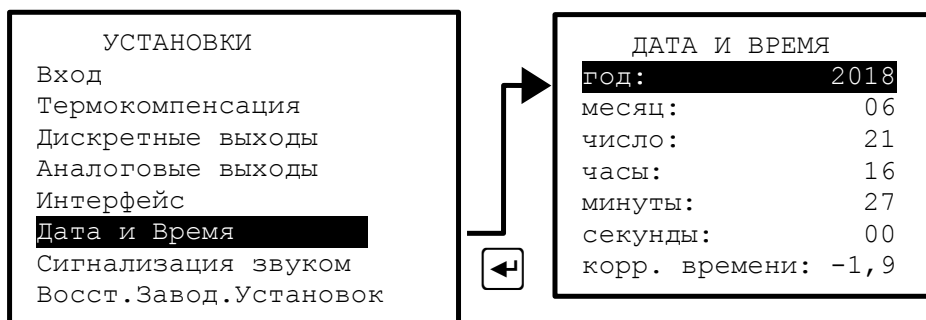 УСТАНОВКИ
Вход
Термокомпенсация
Дискретные выходы
Аналоговые выходы
Интерфейс
Дата и Время
Сигнализация звуком
Восст.Завод.Установок
ДАТА И ВРЕМЯ
год: 2018
месяц: 06
число: 21
часы: 16
минуты: 27
секунды: 00
корр. времени: -1,9